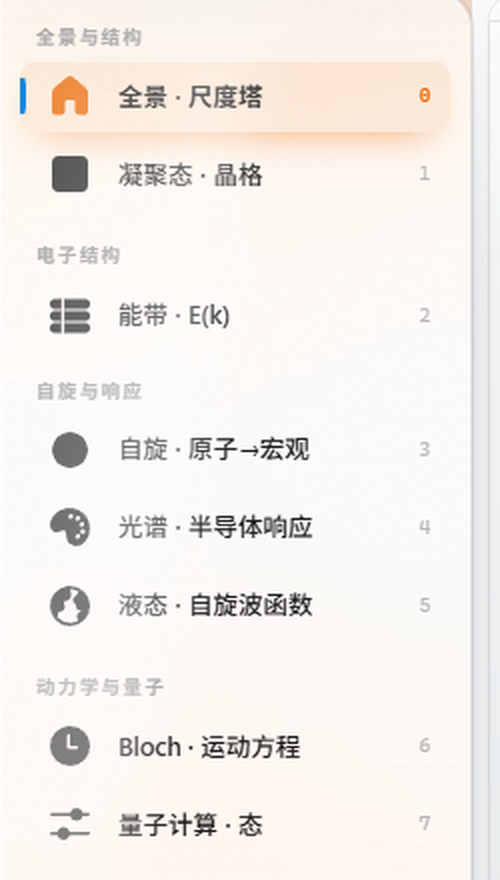 全景与结构
全景 · 尺度塔 0
凝聚态 · 晶格 1
电子结构
能带 · E(k) 2
自旋与响应
自旋 · 原子→宏观 3
光谱 · 半导体响应 4
液态 · 自旋波函数 5
动力学与量子
Bloch · 运动方程 6
量子计算 · 态 7